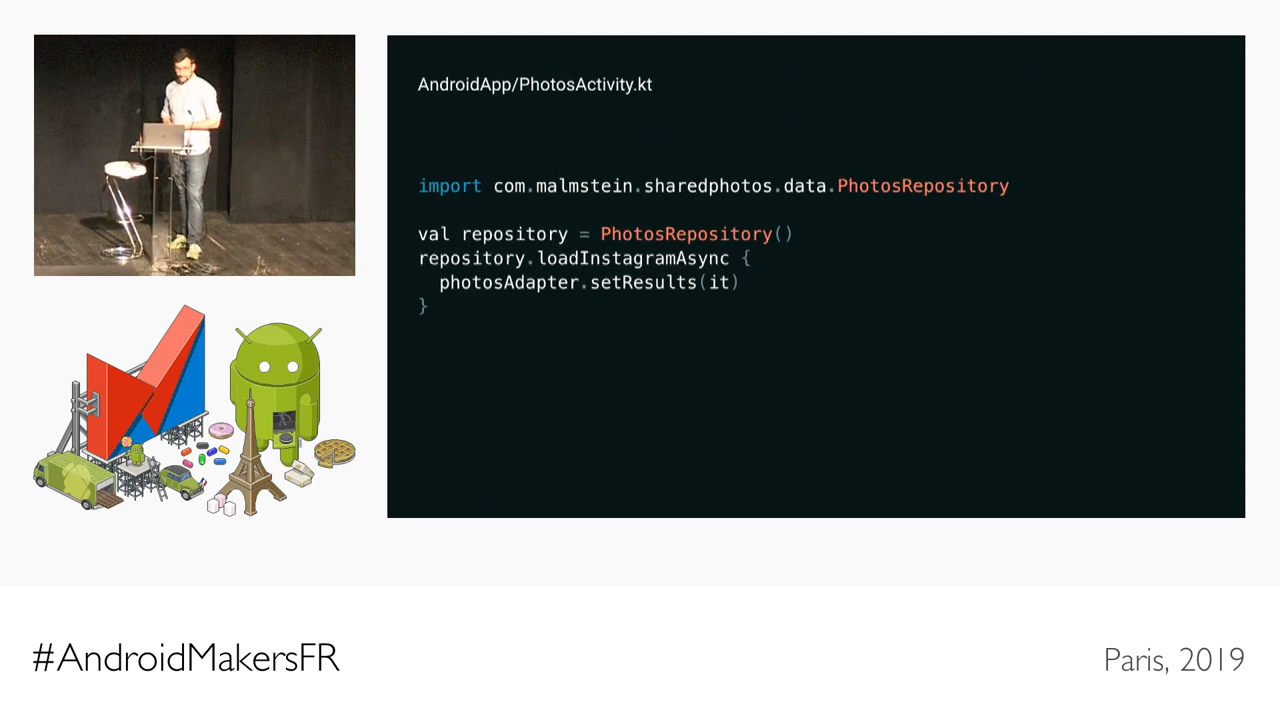 AndroidApp/PhotosActivity.kt
import com.malmstein.sharedphotos.data.PhotosRepository
val repository = PhotosRepository()
repository.loadInstagramAsync {
  photosAdapter.setResults(it)
}
#AndroidMakersFR
Paris, 2019